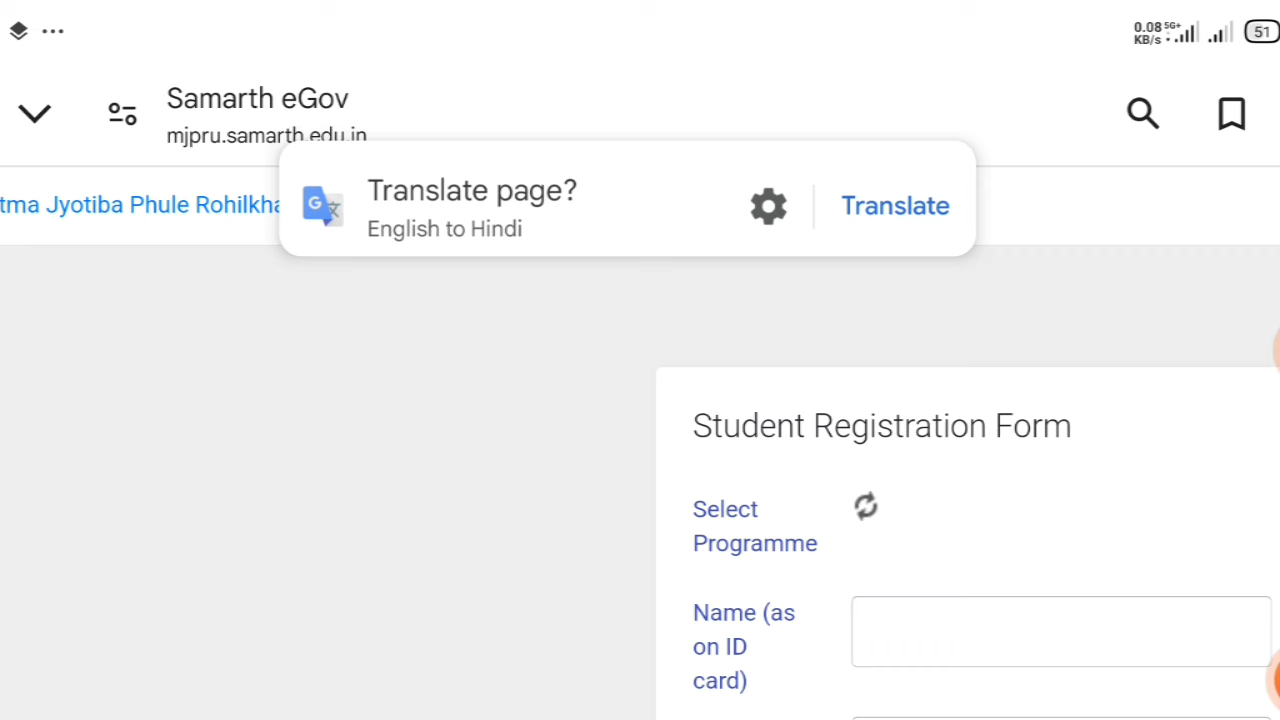 0.08 5G+
KB/s
51
Samarth eGov
mjpru.samarth.edu.in
tma Jyotiba Phule Rohilkha
Translate page?
English to Hindi
Translate
Student Registration Form
Select
Programme
Name (as
on ID
card)